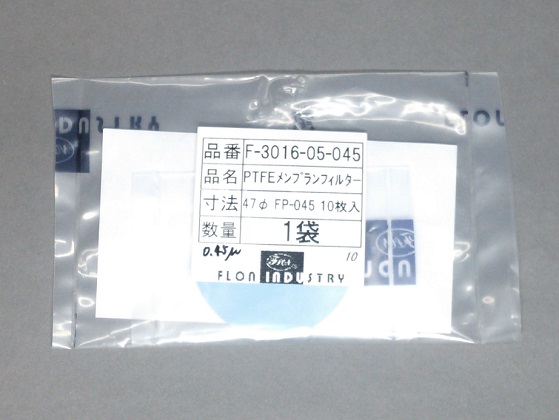 品番 F-3016-05-045
品名 PTFEメンブランフィルター
寸法 47φ FP-045 10枚入
数量 1袋
0.45μ 10
FLON INDUSTRY